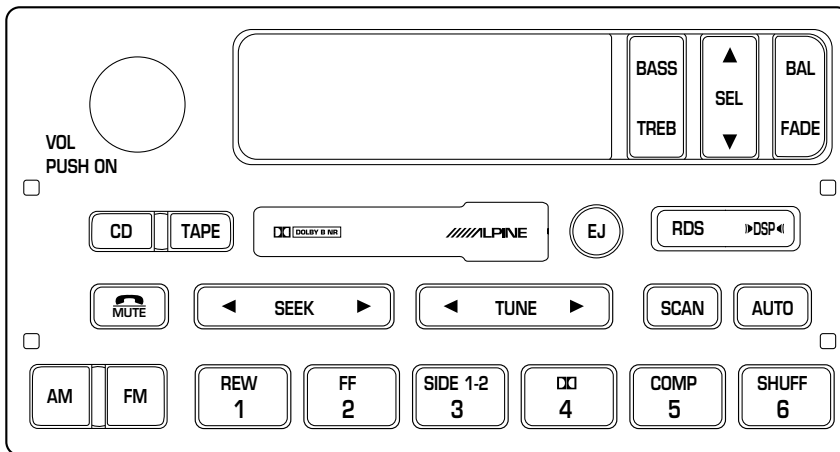 BASS
TREB
SEL
BAL
FADE
VOL
PUSH ON
CD
TAPE
DOLBY B NR
ALPINE
EJ
RDS
DSP
MUTE
SEEK
TUNE
SCAN
AUTO
AM
FM
REW
1
FF
2
SIDE 1-2
3
4
COMP
5
SHUFF
6